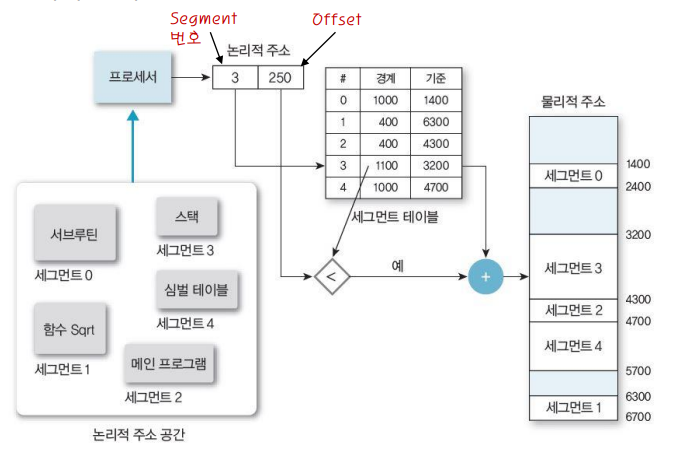 Segment
번호
Offset
논리적 주소
프로세서
3 250
# 경계 기준
0 1000 1400
1 400 6300
2 400 4300
3 1100 3200
4 1000 4700
세그먼트 테이블
<
예
+
물리적 주소
1400
세그먼트 0
2400
3200
세그먼트 3
4300
세그먼트 2
4700
세그먼트 4
5700
6300
세그먼트 1
6700
서브루틴
세그먼트 0
스택
세그먼트 3
심벌 테이블
세그먼트 4
함수 Sqrt
세그먼트 1
메인 프로그램
세그먼트 2
논리적 주소 공간